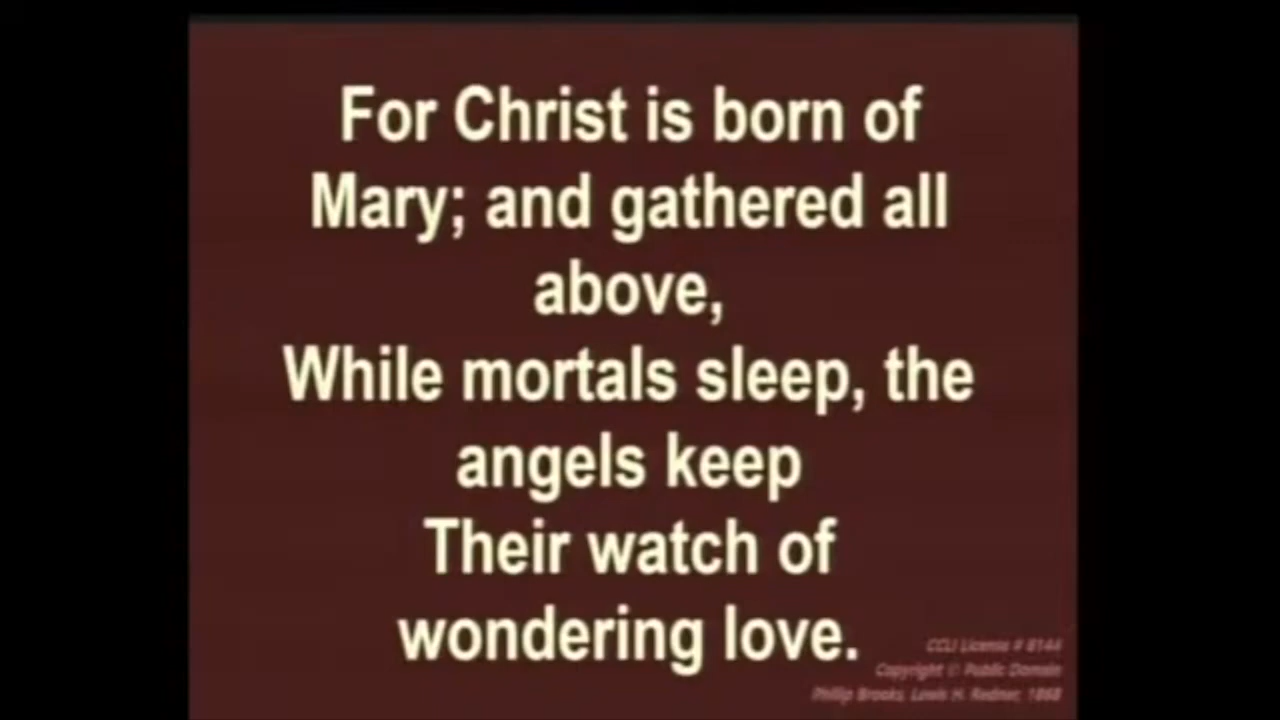 For Christ is born of
Mary; and gathered all
above,
While mortals sleep, the
angels keep
Their watch of
wondering love.
CCLI License # 8144
Copyright © Public Domain
Phillip Brooks, Lewis H. Redner, 1868